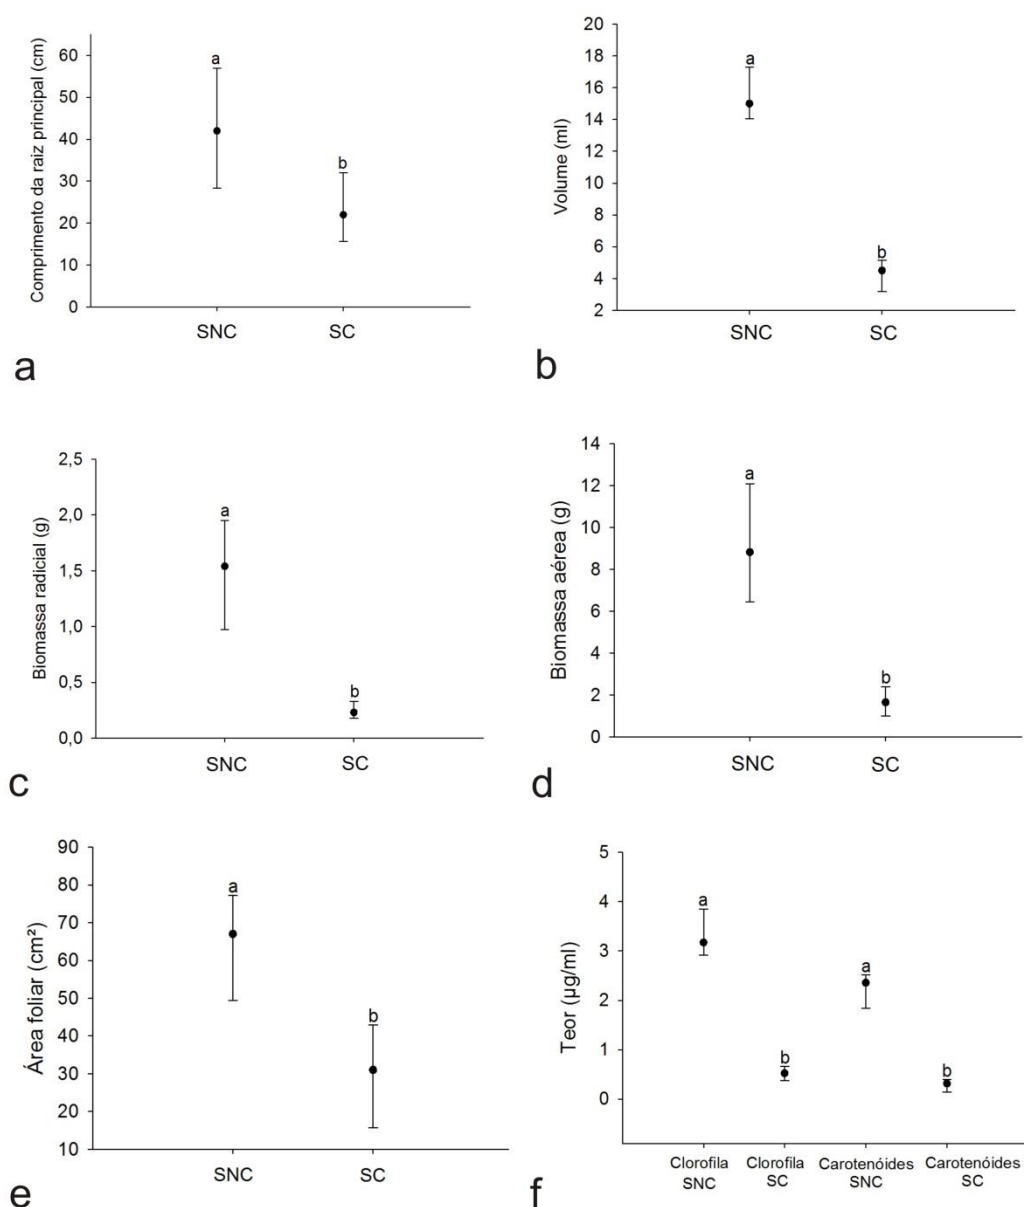 Comprimento da raiz principal (cm)
60
50
40
30
20
10
0
a
b
SNC SC
a
Volume (ml)
20
18
16
14
12
10
8
6
4
2
a
b
SNC SC
b
Biomassa radicial (g)
2,5
2,0
1,5
1,0
0,5
0,0
a
b
SNC SC
c
Biomassa aérea (g)
14
12
10
8
6
4
2
0
a
b
SNC SC
d
Área foliar (cm²)
90
80
70
60
50
40
30
20
10
a
b
SNC SC
e
Teor (µg/ml)
5
4
3
2
1
0
a
b
a
b
Clorofila Clorofila Carotenóides Carotenóides
SNC SC SNC SC
f